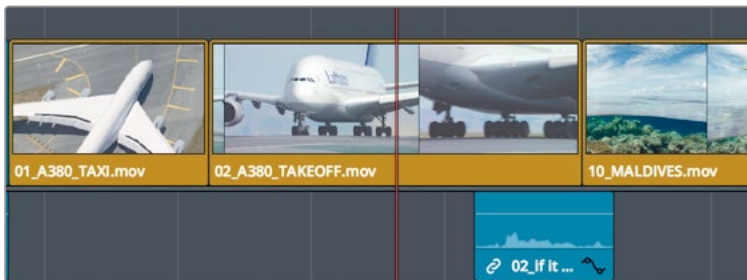 01_A380_TAXI.mov
02_A380_TAKEOFF.mov
10_MALDIVES.mov
02_if it ...